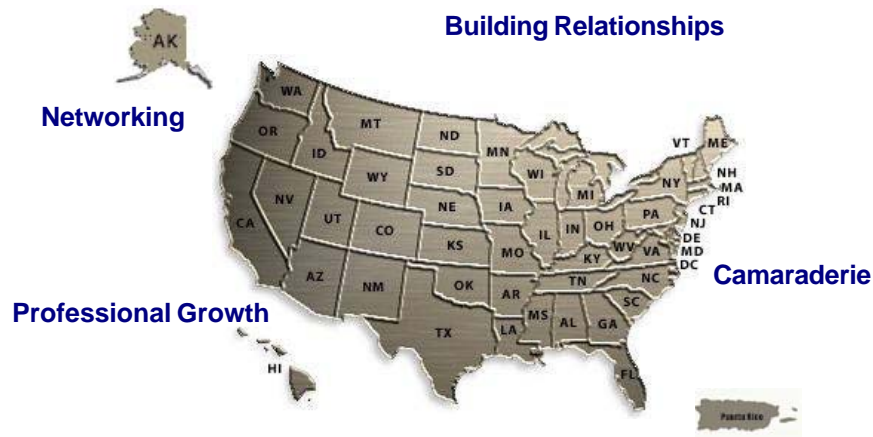 Building Relationships
AK
Networking
WA
MT
ND
MN
VT
ME
OR
ID
WY
SD
WI
MI
NY
NH
MA
RI
CT
NJ
DE
MD
DC
CA
NV
UT
CO
NE
IA
IL
IN
OH
PA
KS
MO
WV
VA
KY
Camaraderie
AZ
NM
OK
AR
TN
NC
SC
Professional Growth
TX
LA
MS
AL
GA
HI
FL
Puerto Rico